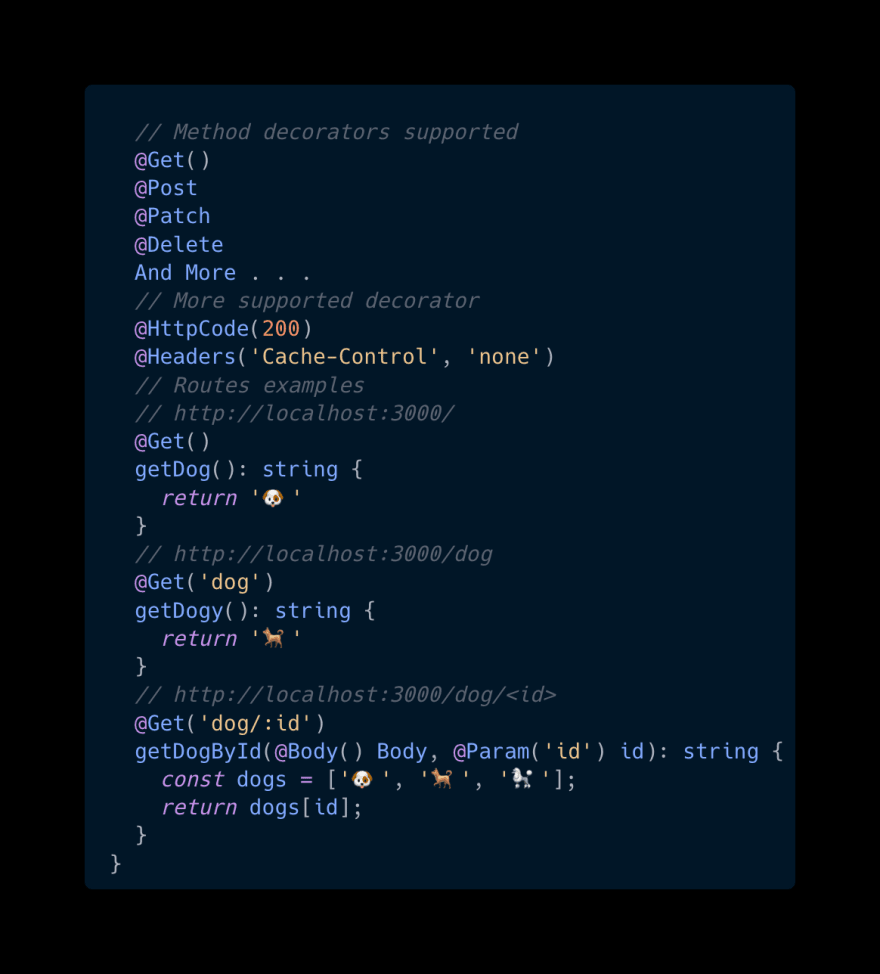 // Method decorators supported
@Get()
@Post
@Patch
@Delete
And More . . .
// More supported decorator
@HttpCode(200)
@Headers('Cache-Control', 'none')
// Routes examples
// http://localhost:3000/
@Get()
getDog(): string {
return '🐶 '
}
// http://localhost:3000/dog
@Get('dog')
getDogy(): string {
return '🐕 '
}
// http://localhost:3000/dog/<id>
@Get('dog/:id')
getDogById(@Body() Body, @Param('id') id): string {
const dogs = ['🐶 ', '🐕 ', '🐩 '];
return dogs[id];
}
}